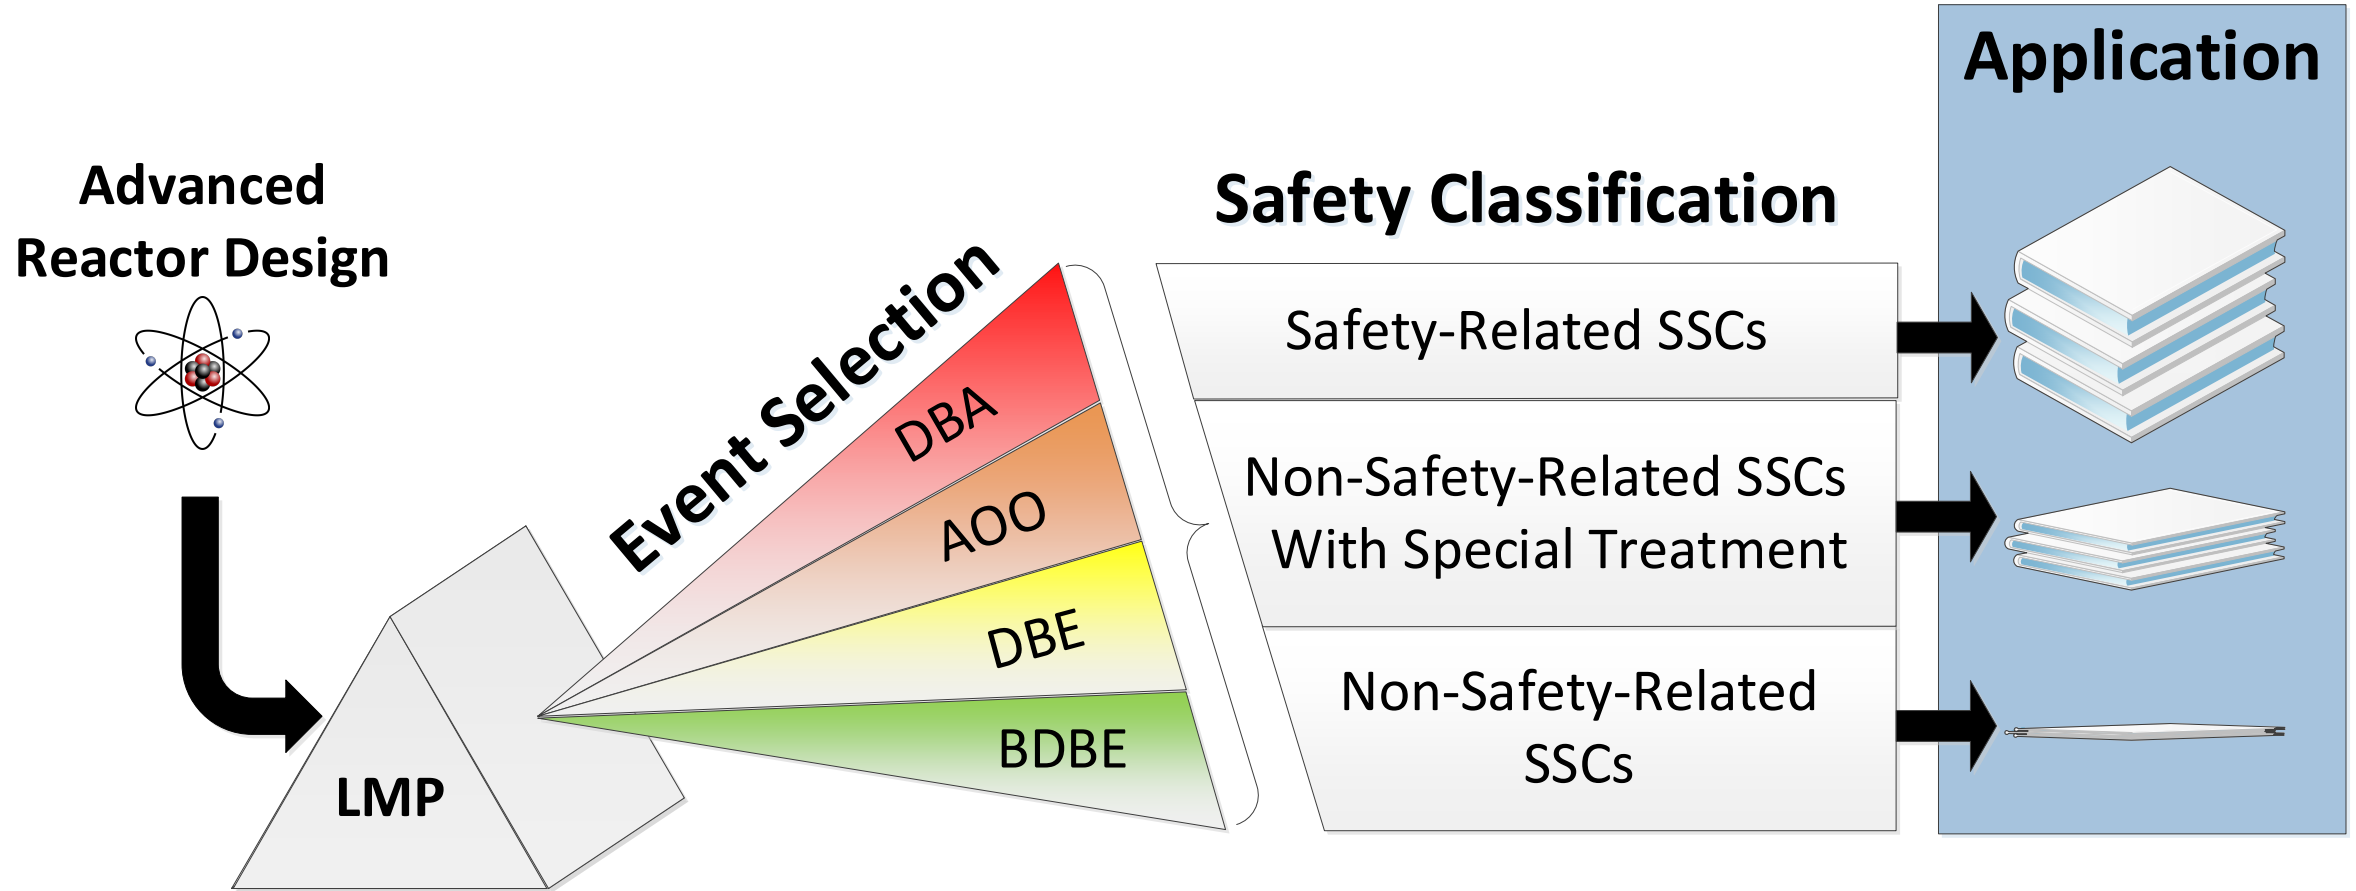 Advanced
Reactor Design
LMP
Event Selection
DBA
AOO
DBE
BDBE
Safety Classification
Safety-Related SSCs
Non-Safety-Related SSCs
With Special Treatment
Non-Safety-Related
SSCs
Application